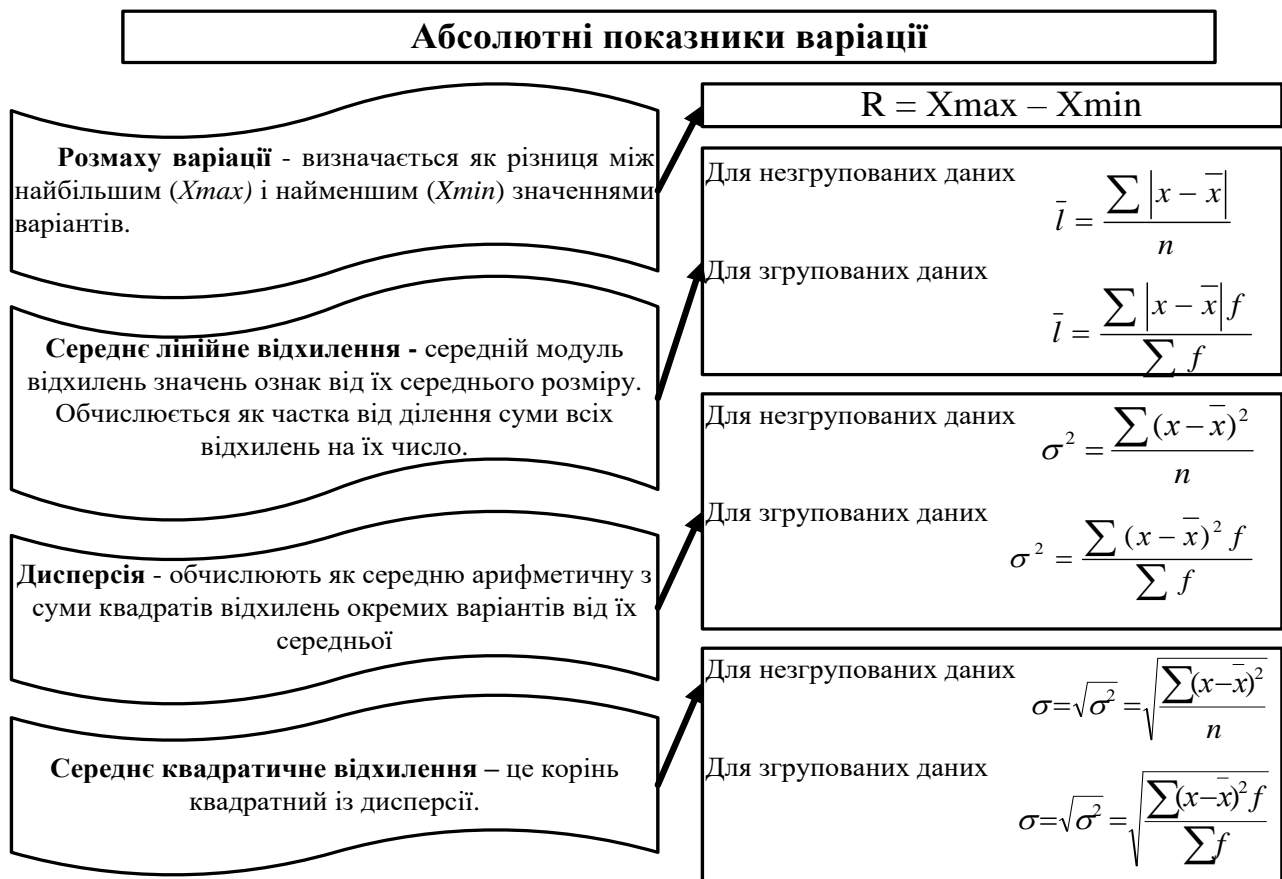 Абсолютні показники варіації
Розмаху варіації - визначається як різниця між
найбільшим (Xmax) і найменшим (Xmin) значеннями
варіантів.
R = Xmax – Xmin
Середнє лінійне відхилення - середній модуль
відхилень значень ознак від їх середнього розміру.
Обчислюється як частка від ділення суми всіх
відхилень на їх число.
Для незгрупованих даних
l̅ = ∑|x − x̅| / n
Для згрупованих даних
l̅ = ∑|x − x̅| f / ∑ f
Дисперсія - обчислюють як середню арифметичну з
суми квадратів відхилень окремих варіантів від їх
середньої
Для незгрупованих даних
σ² = ∑(x − x̅)² / n
Для згрупованих даних
σ² = ∑(x − x̅)² f / ∑ f
Середнє квадратичне відхилення – це корінь
квадратний із дисперсії.
Для незгрупованих даних
σ=√σ² = √(∑(x−x̅)² / n)
Для згрупованих даних
σ=√σ² = √(∑(x−x̅)² f / ∑f)